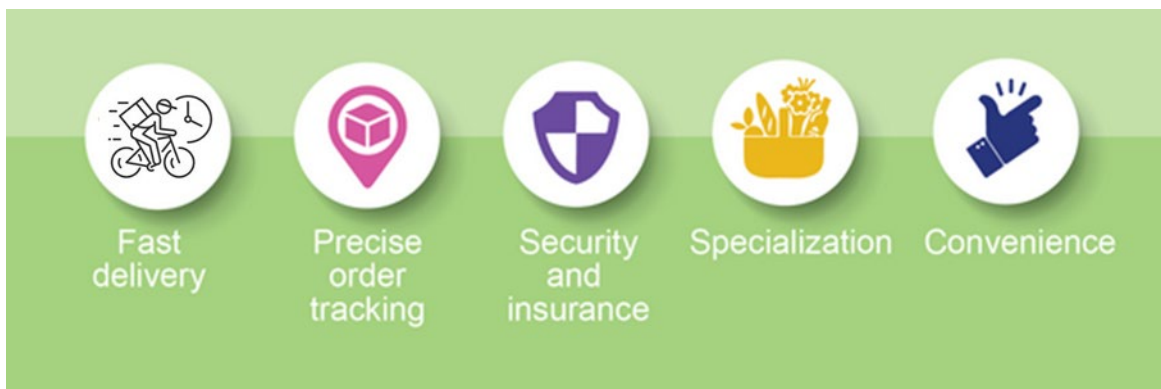 Fast
delivery
Precise
order
tracking
Security
and
insurance
Specialization
Convenience